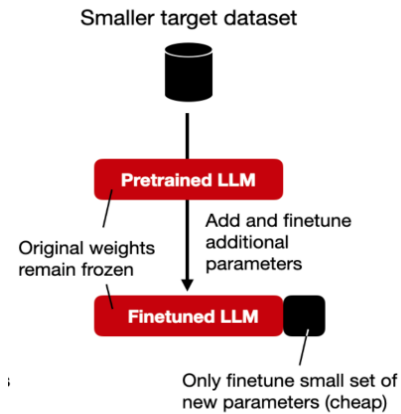 Smaller target dataset
Pretrained LLM
Add and finetune
additional
parameters
Original weights
remain frozen
Finetuned LLM
Only finetune small set of
new parameters (cheap)